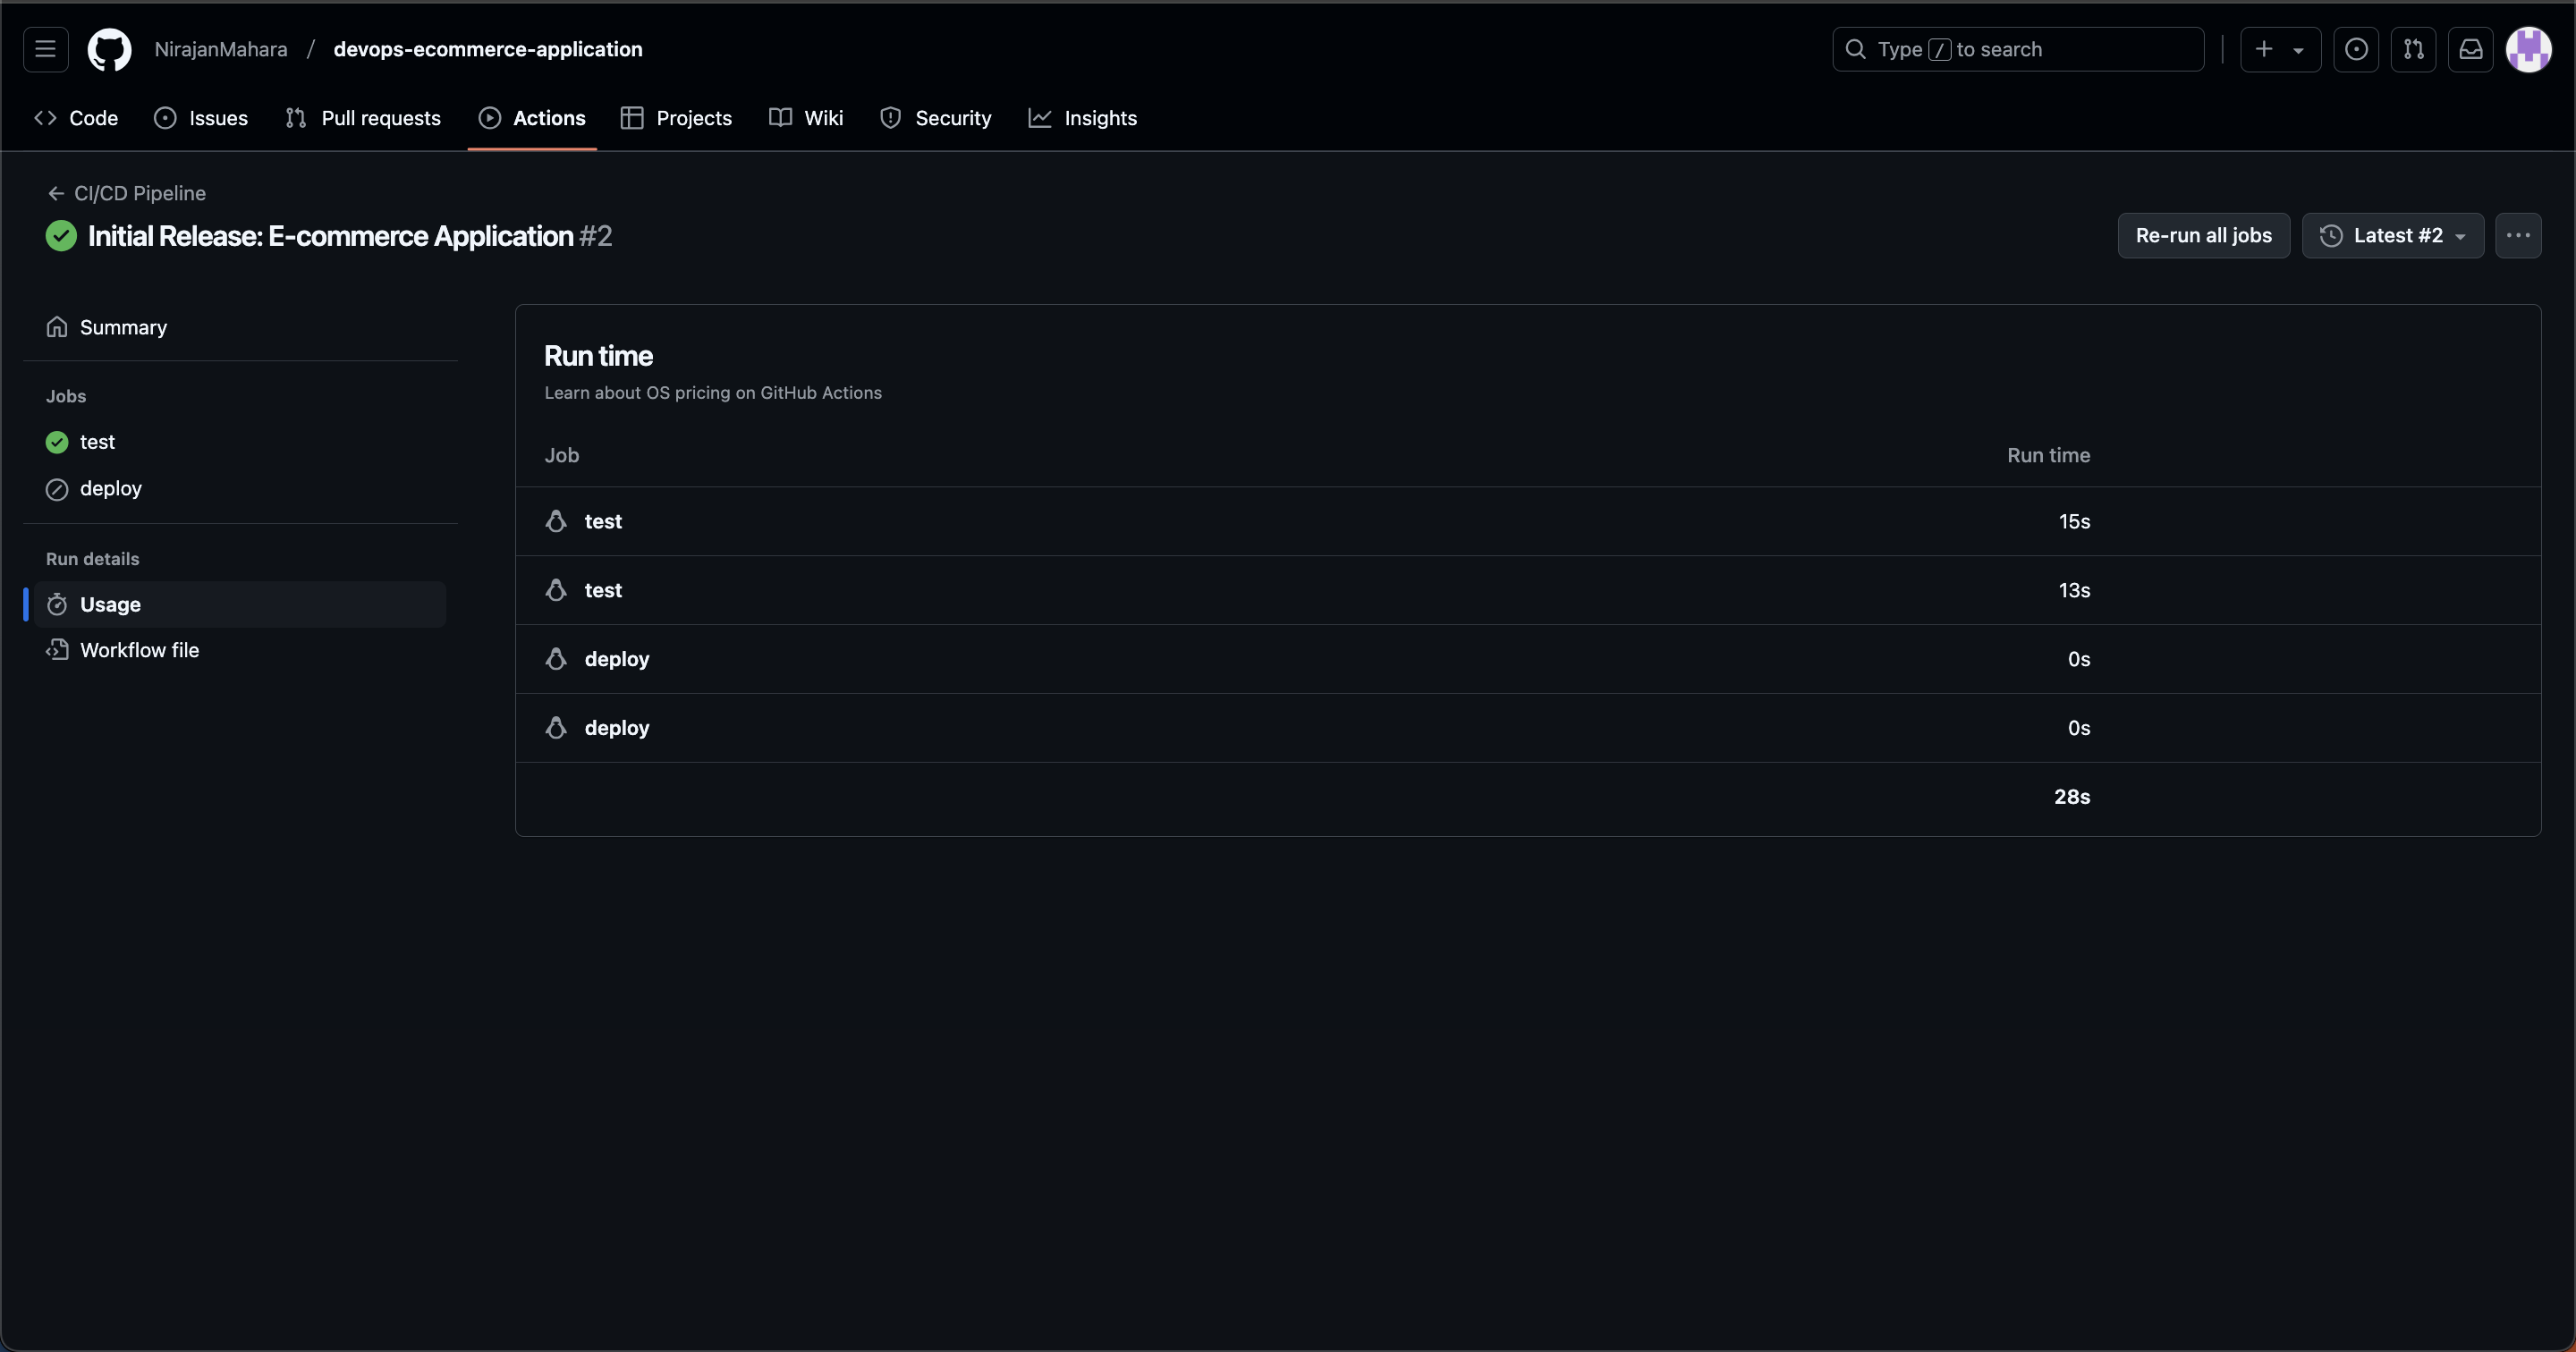 NirajanMahara / devops-ecommerce-application
Type / to search
Code Issues Pull requests Actions Projects Wiki Security Insights
CI/CD Pipeline
Initial Release: E-commerce Application #2
Re-run all jobs Latest #2
Summary
Jobs
test
deploy
Run details
Usage
Workflow file
Run time
Learn about OS pricing on GitHub Actions
Job Run time
test 15s
test 13s
deploy 0s
deploy 0s
28s